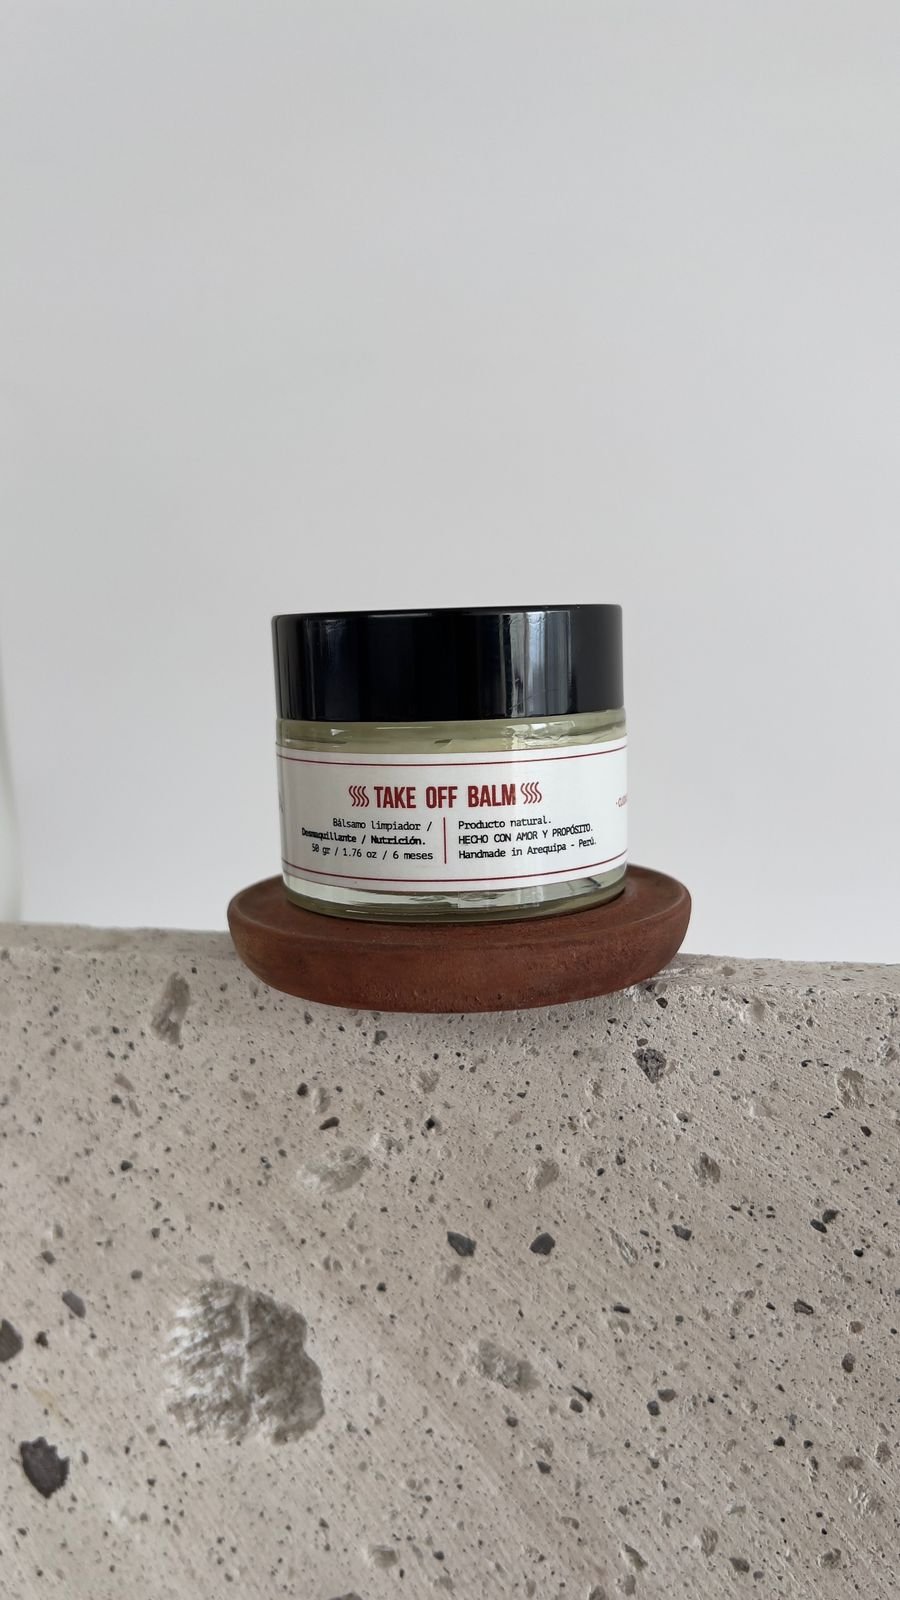 TAKE OFF BALM
Bálsamo limpiador /
Desmaquillante / Nutrición.
50 gr / 1.76 oz / 6 meses
Producto natural.
HECHO CON AMOR Y PROPÓSITO.
Handmade in Arequipa - Perú.